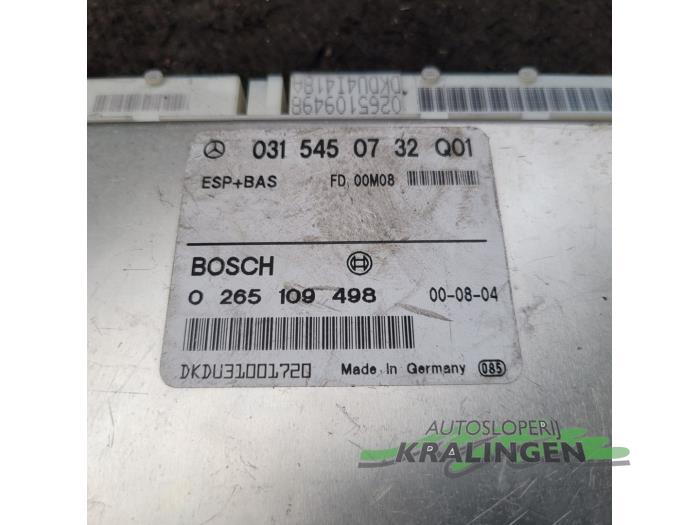 DKDU4I418A
0265109498
031 545 07 32 Q01
ESP+BAS FD 00M08
BOSCH
0 265 109 498 00-08-04
DKDU31001720 Made In Germany 085
AUTOSLOPERIJ
KRALINGEN